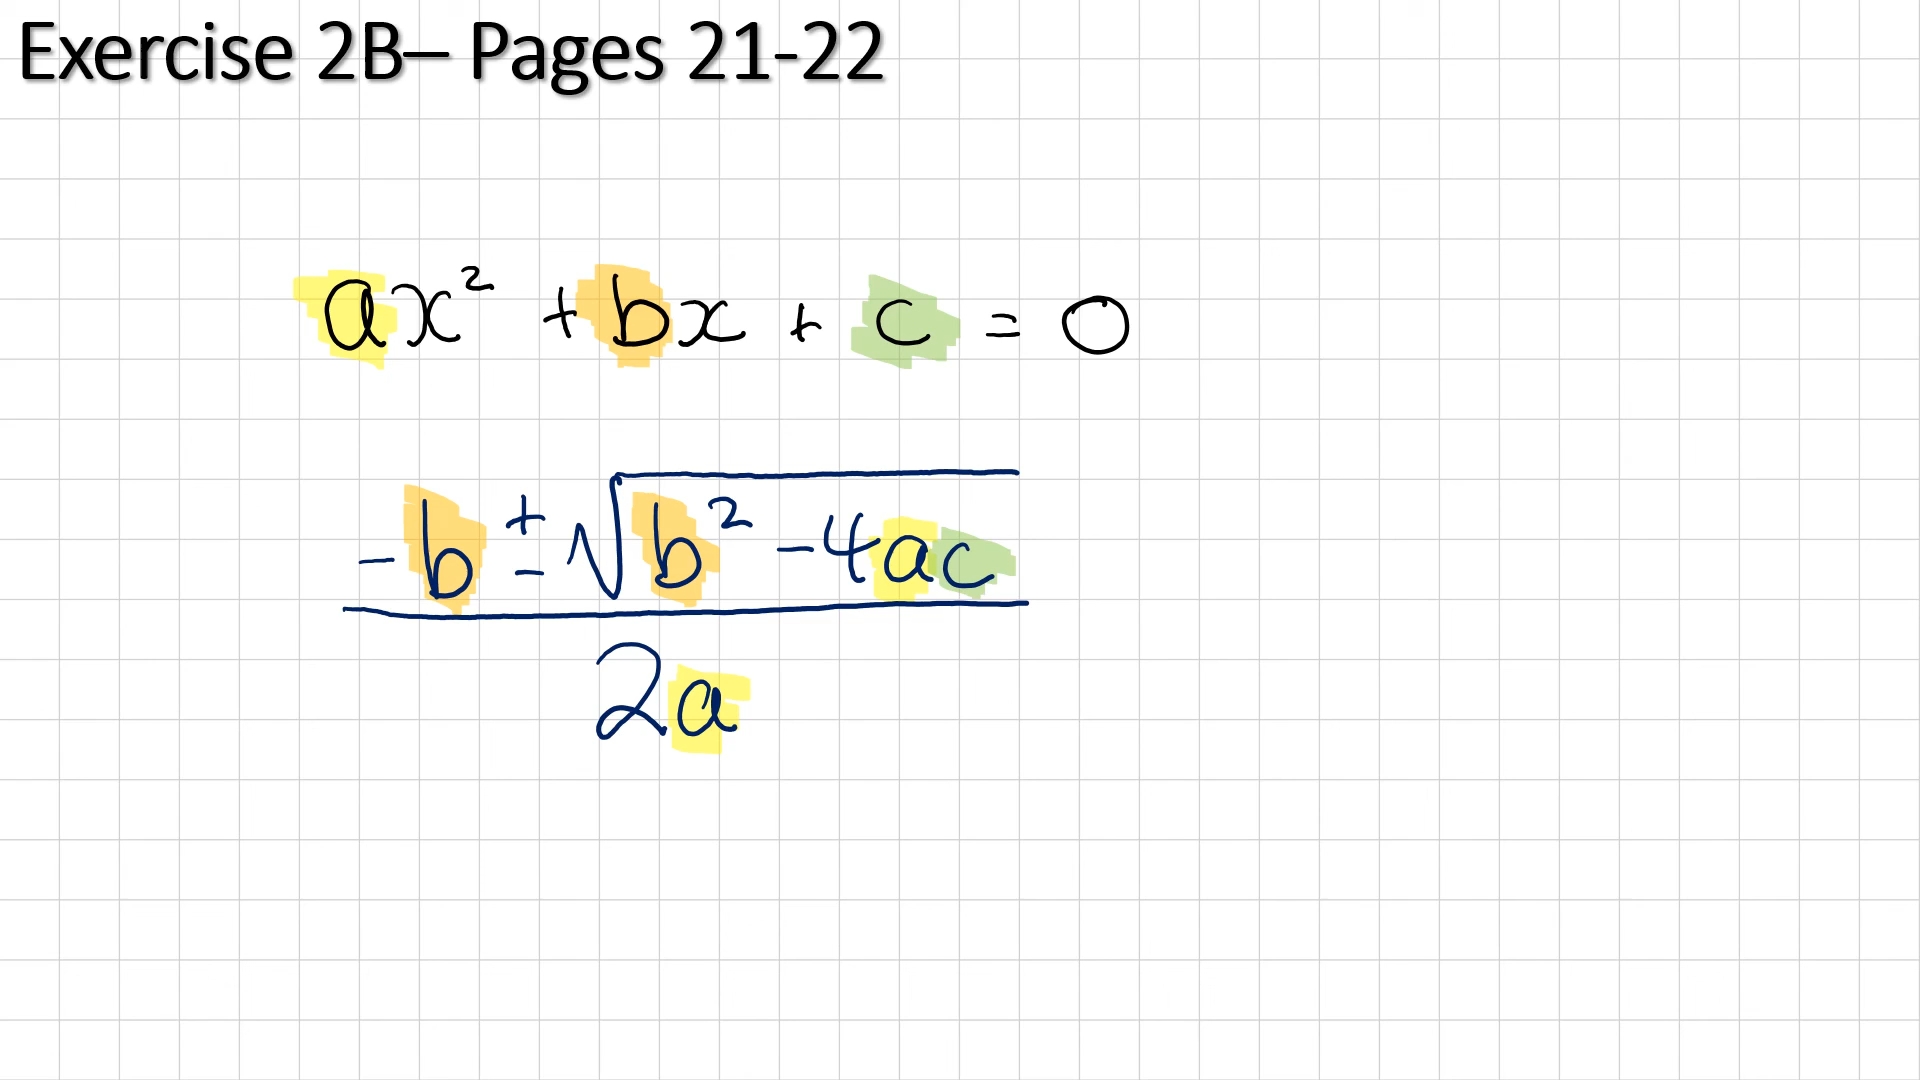 Exercise 2B– Pages 21-22
ax² + bx + c = 0
-b ± √b² - 4ac
2a